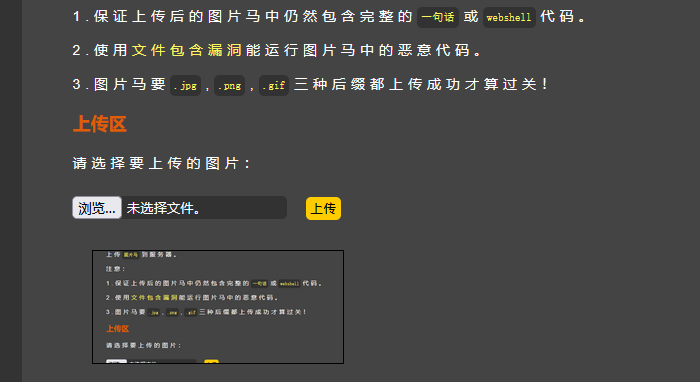 1.保证上传后的图片马中仍然包含完整的 一句话 或 webshell 代码。
2.使用文件包含漏洞能运行图片马中的恶意代码。
3.图片马要 .jpg , .png , .gif 三种后缀都上传成功才算过关！
上传区
请选择要上传的图片：
浏览... 未选择文件。 上传
上传 图片马 到服务器。
注意：
1.保证上传后的图片马中仍然包含完整的 一句话 或 webshell 代码。
2.使用文件包含漏洞能运行图片马中的恶意代码。
3.图片马要 .jpg , .png , .gif 三种后缀都上传成功才算过关！
上传区
请选择要上传的图片：